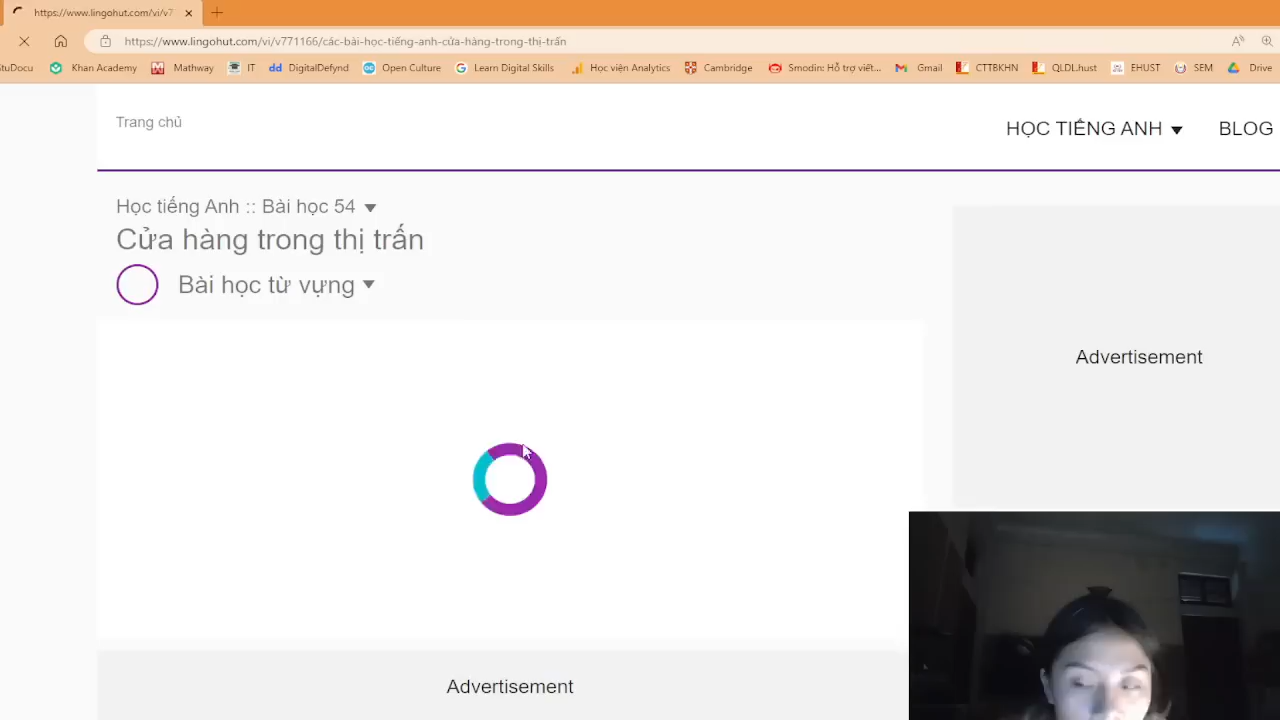 https://www.lingohut.com/vi/v7
https://www.lingohut.com/vi/v771166/các-bài-học-tiếng-anh-cửa-hàng-trong-thị-trấn
StuDocu Khan Academy Mathway IT DigitalDefynd Open Culture Learn Digital Skills Học viện Analytics Cambridge Smodin: Hỗ trợ viết... Gmail CTTBKHN QLDL.hust EHUST SEM Drive
Trang chủ
HỌC TIẾNG ANH BLOG
Học tiếng Anh :: Bài học 54
Cửa hàng trong thị trấn
Bài học từ vựng
Advertisement
Advertisement